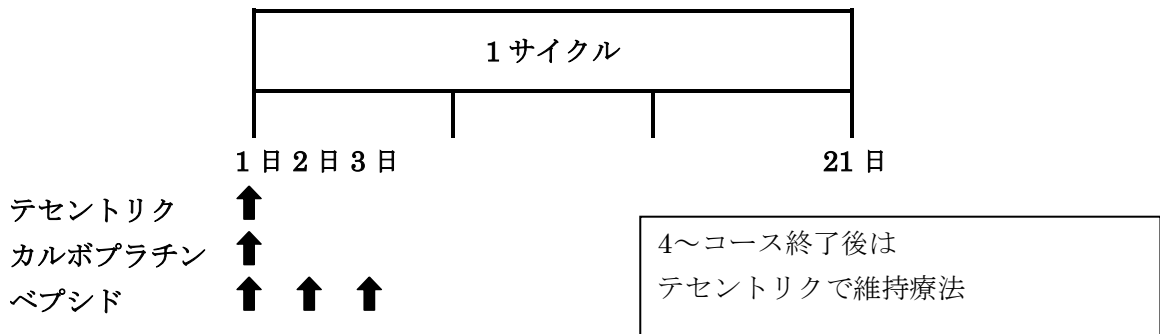 1サイクル
1日 2日 3日 21日
テセントリク
カルボプラチン
ベプシド
4～コース終了後は
テセントリクで維持療法